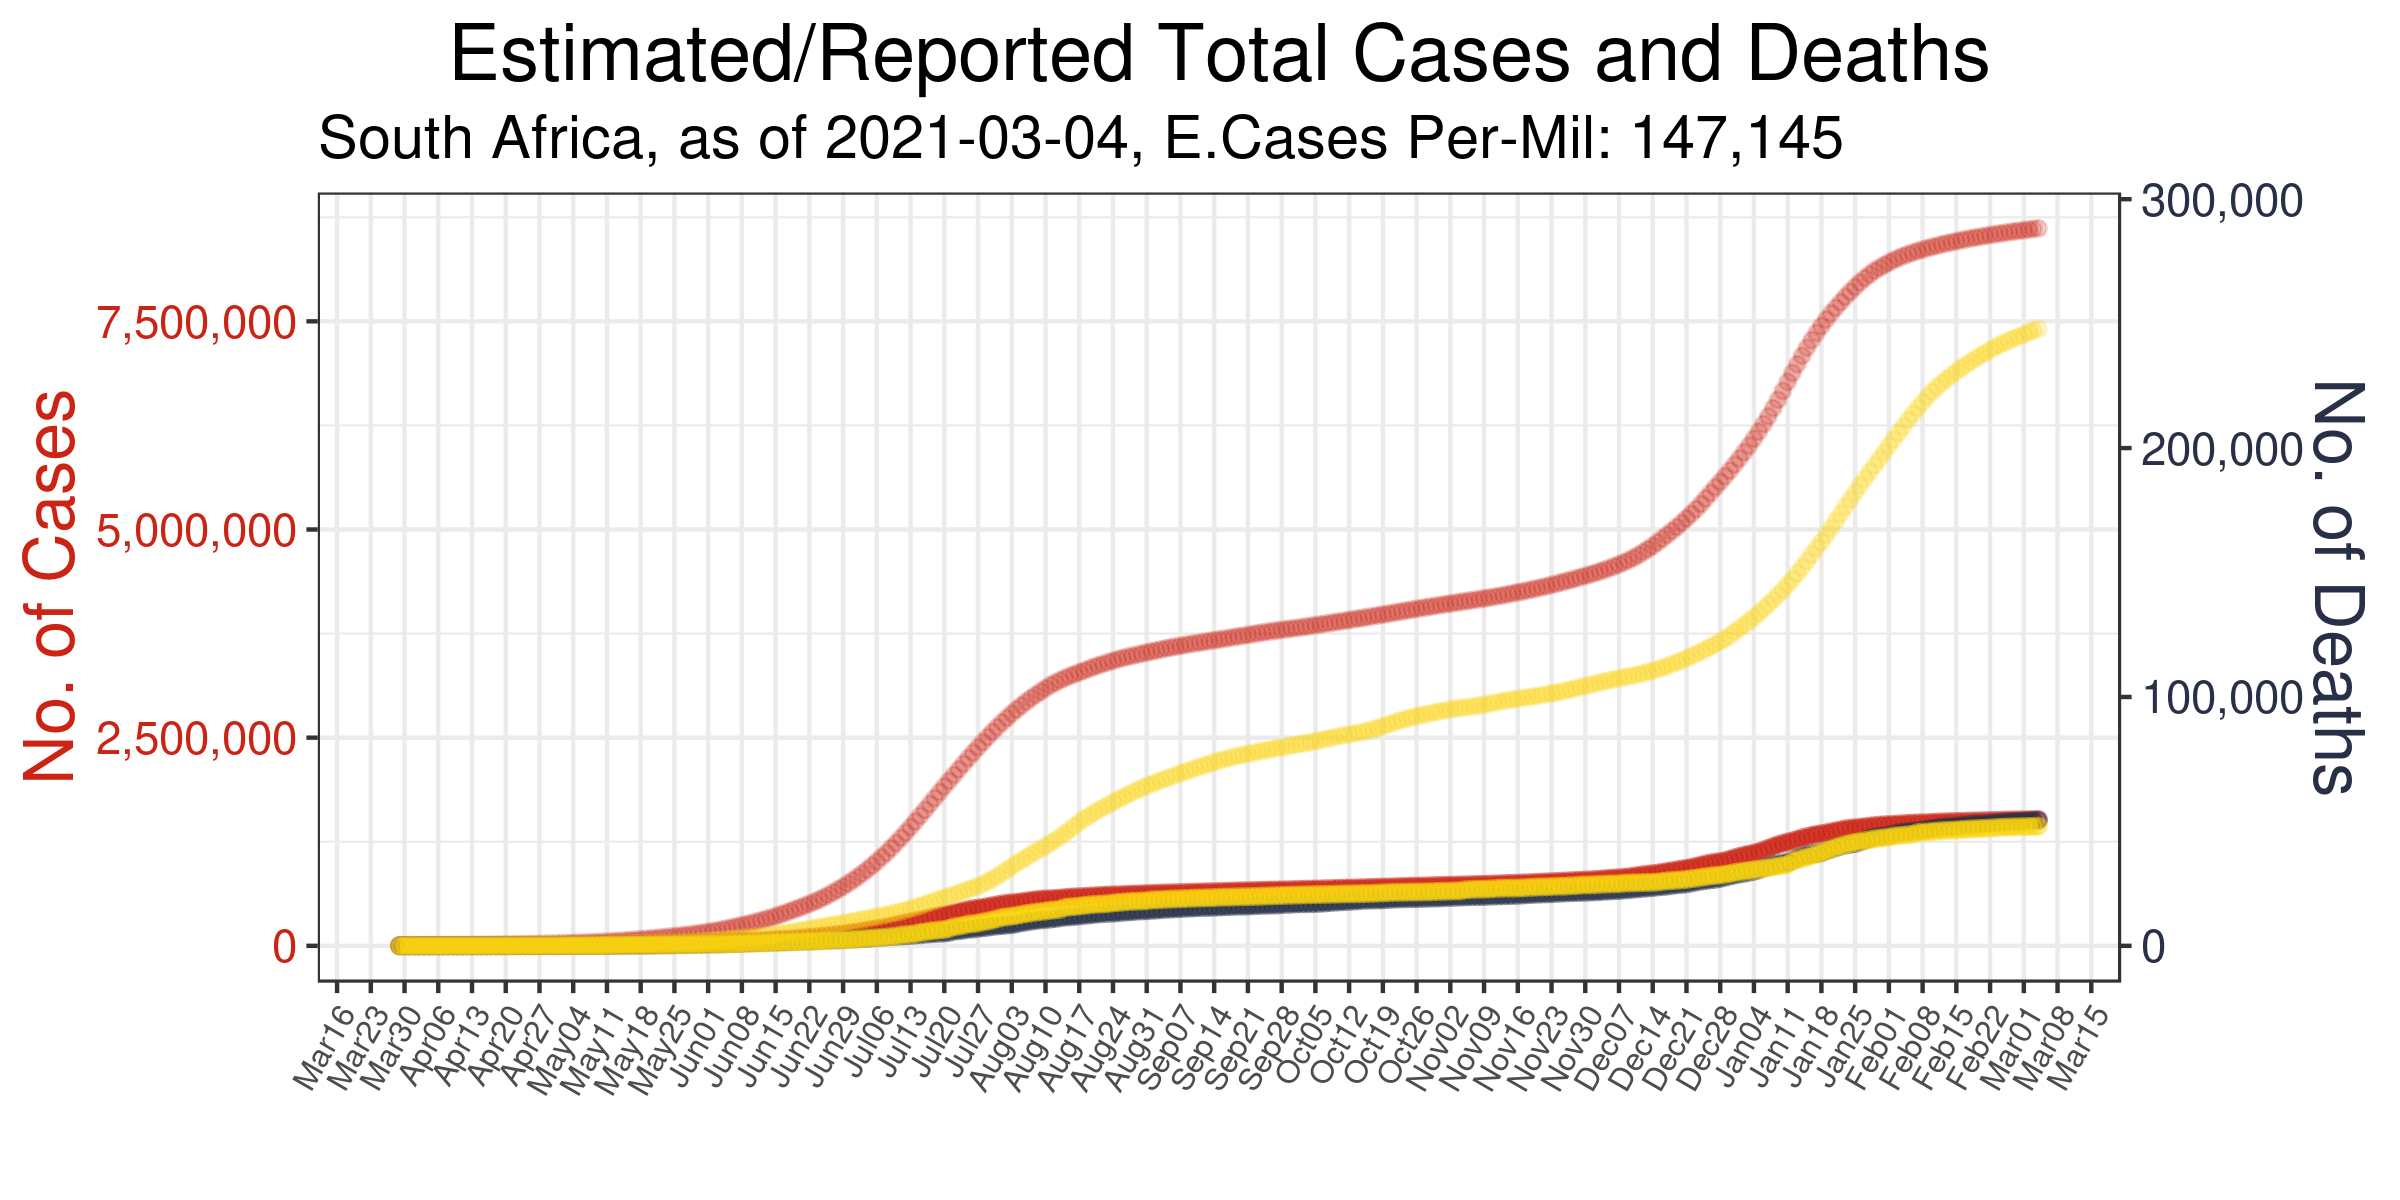 Estimated/Reported Total Cases and Deaths
South Africa, as of 2021-03-04, E.Cases Per-Mil: 147,145
No. of Cases
7,500,000
5,000,000
2,500,000
0
300,000
200,000
100,000
0
No. of Deaths
Mar16 Mar23 Mar30 Apr06 Apr13 Apr20 Apr27 May04 May11 May18 May25 Jun01 Jun08 Jun15 Jun22 Jun29 Jul06 Jul13 Jul20 Jul27 Aug03 Aug10 Aug17 Aug24 Aug31 Sep07 Sep14 Sep21 Sep28 Oct05 Oct12 Oct19 Oct26 Nov02 Nov09 Nov16 Nov23 Nov30 Dec07 Dec14 Dec21 Dec28 Jan04 Jan11 Jan18 Jan25 Feb01 Feb08 Feb15 Feb22 Mar01 Mar08 Mar15